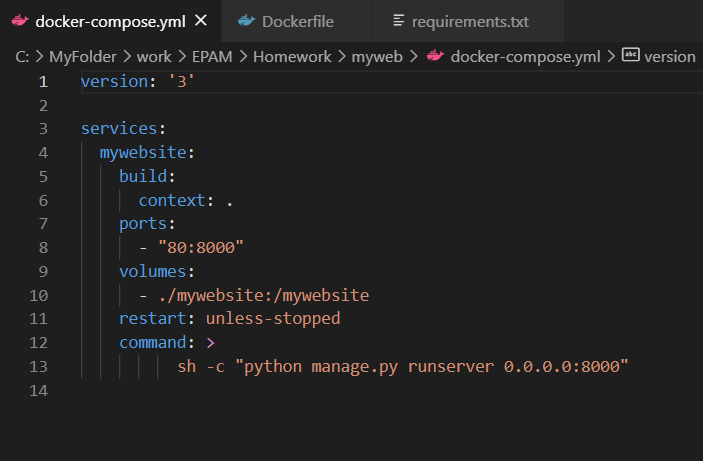 docker-compose.yml Dockerfile requirements.txt
C: > MyFolder > work > EPAM > Homework > myweb > docker-compose.yml > abc version
1 version: '3'
2
3 services:
4   mywebsite:
5     build:
6       context: .
7     ports:
8       - "80:8000"
9     volumes:
10       - ./mywebsite:/mywebsite
11     restart: unless-stopped
12     command: >
13           sh -c "python manage.py runserver 0.0.0.0:8000"
14